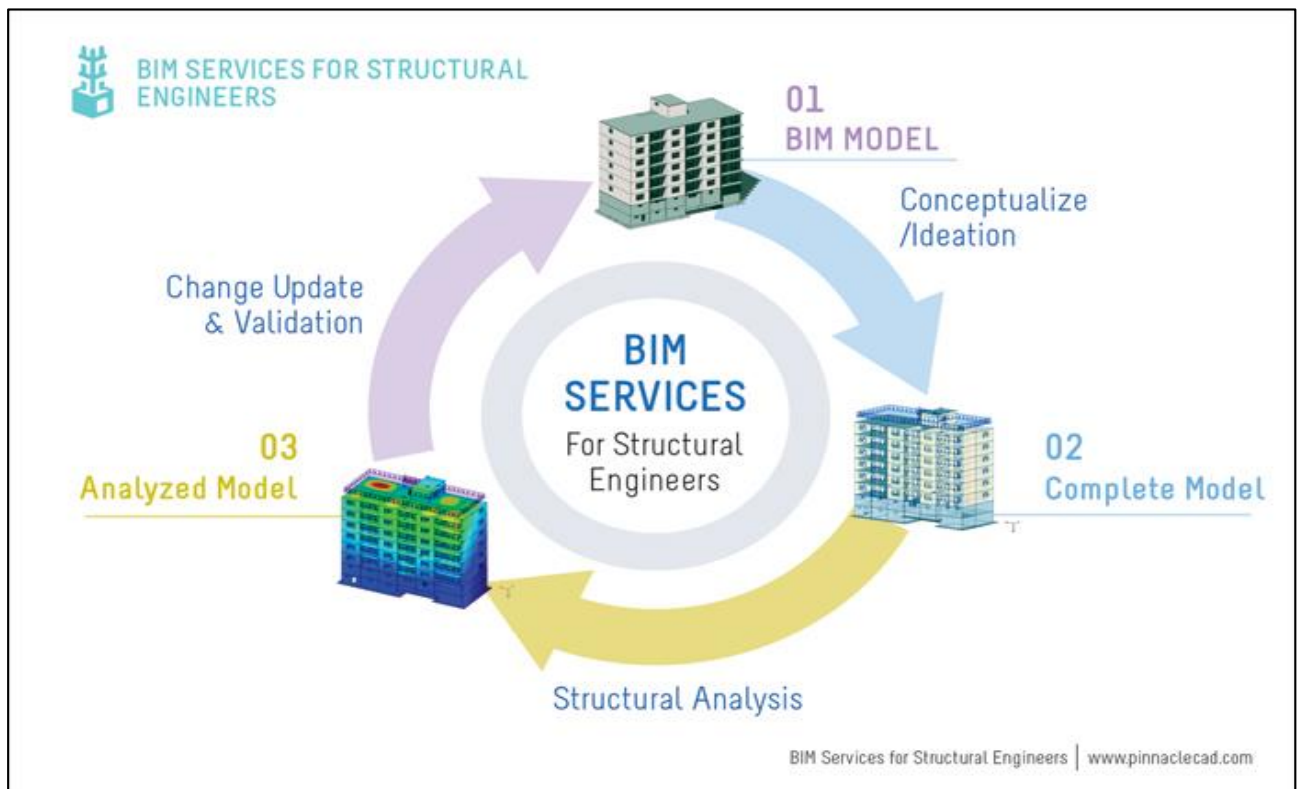 BIM SERVICES FOR STRUCTURAL
ENGINEERS
01
BIM MODEL
Conceptualize
/Ideation
Change Update
& Validation
BIM
SERVICES
For Structural
Engineers
03
Analyzed Model
02
Complete Model
Structural Analysis
BIM Services for Structural Engineers | www.pinnaclecad.com